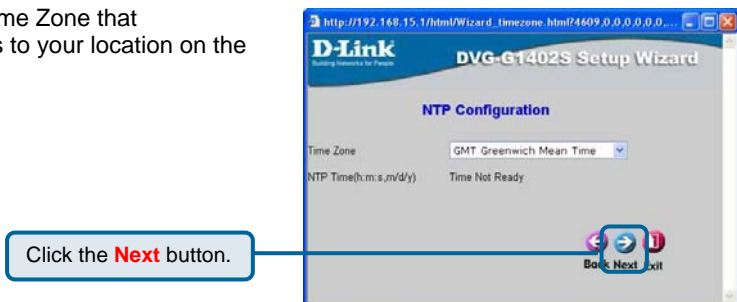 me Zone that
s to your location on the
http://192.168.15.1/html/Wizard_timezone.html?4609,0,0,0,0,0,0,...
D-Link
Building Networks for People
DVG-G1402S Setup Wizard
NTP Configuration
Time Zone
GMT Greenwich Mean Time
NTP Time(h:m:s,m/d/y)
Time Not Ready
Click the Next button.
Back Next Exit